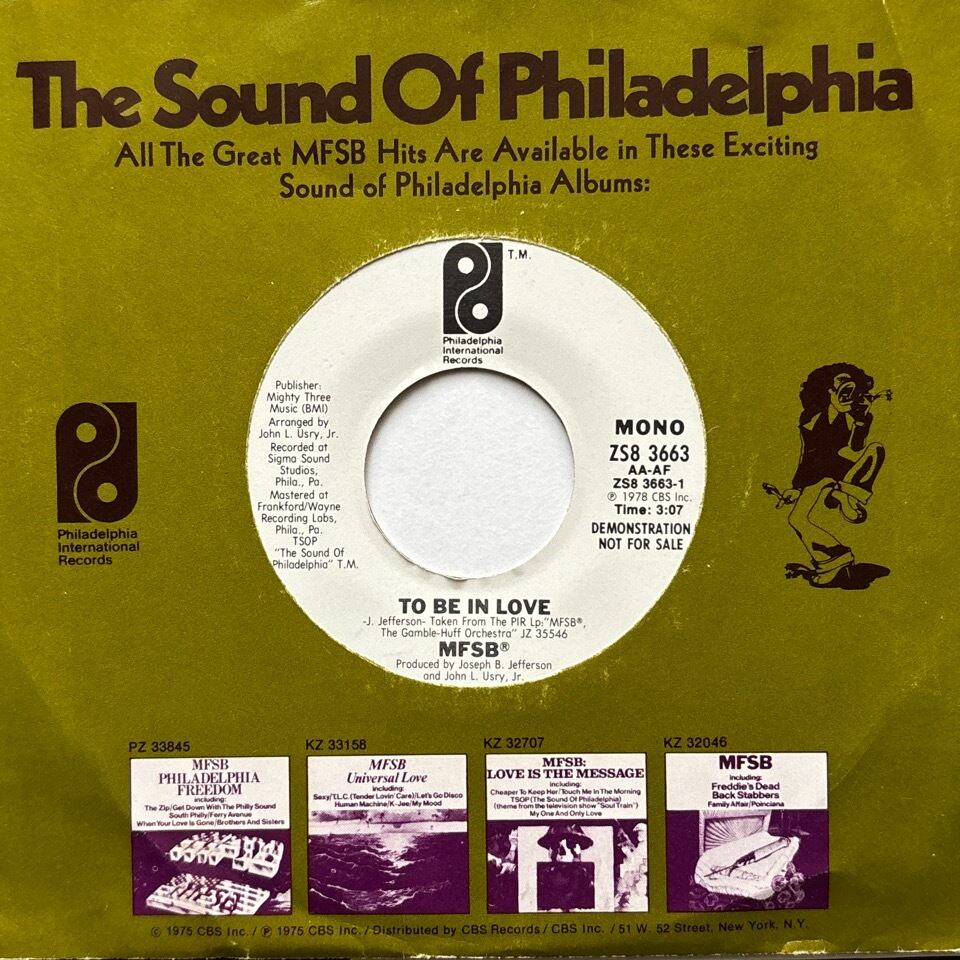 The Sound Of Philadelphia
All The Great MFSB Hits Are Available in These Exciting
Sound of Philadelphia Albums:
T.M.
Philadelphia
International
Records
Publisher:
Mighty Three
Music (BMI)
Arranged by
John L. Usry, Jr.
Recorded at
Sigma Sound
Studios,
Phila., Pa.
Mastered at
Frankford/Wayne
Recording Labs,
Phila., Pa.
TSOP
"The Sound Of
Philadelphia" T.M.
MONO
ZS8 3663
AA-AF
ZS8 3663-1
℗ 1978 CBS Inc.
Time: 3:07
DEMONSTRATION
NOT FOR SALE
TO BE IN LOVE
-J. Jefferson- Taken From The PIR Lp:"MFSB®,
The Gamble-Huff Orchestra" JZ 35546
MFSB®
Produced by Joseph B. Jefferson
and John L. Usry, Jr.
Philadelphia
International
Records
PZ 33845
MFSB
PHILADELPHIA
FREEDOM
including:
The Zip/Get Down With The Philly Sound
South Philly/Ferry Avenue
When Your Love Is Gone/Brothers And Sisters
MFSB
KZ 33158
MFSB
Universal Love
including:
Sexy/T.L.C.(Tender Lovin' Care)/Let's Go Disco
Human Machine/K-Jee/My Mood
KZ 32707
MFSB:
LOVE IS THE MESSAGE
including:
Cheaper To Keep Her/Touch Me In The Morning
TSOP (The Sound Of Philadelphia)
(theme from the television show "Soul Train")
My One And Only Love
KZ 32046
MFSB
including:
Freddie's Dead
Back Stabbers
Family Affair/Poinciana
© 1975 CBS Inc. / ℗ 1975 CBS Inc. / Distributed by CBS Records / CBS Inc. / 51 W. 52 Street, New York, N.Y.